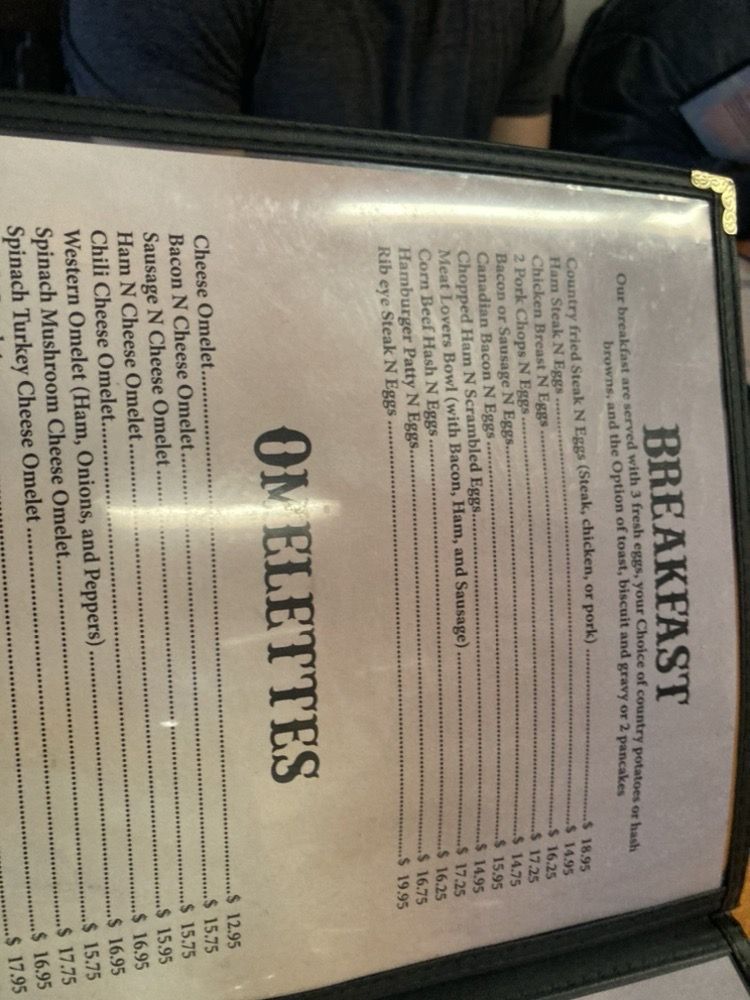 BREAKFAST
Our breakfast are served with 3 fresh eggs, your Choice of country potatoes or hash
browns, and the Option of toast, biscuit and gravy or 2 pancakes
Country fried Steak N Eggs (Steak, chicken, or pork) ........ $ 18.95
Ham Steak N Eggs ........ $ 14.95
Chicken Breast N Eggs ........ $ 16.25
2 Pork Chops N Eggs ........ $ 17.25
Bacon or Sausage N Eggs ........ $ 14.75
Canadian Bacon N Eggs ........ $ 15.95
Chopped Ham N Scrambled Eggs ........ $ 14.95
Meat Lovers Bowl (with Bacon, Ham, and Sausage) ........ $ 17.25
Corn Beef Hash N Eggs ........ $ 16.25
Hamburger Patty N Eggs ........ $ 16.75
Rib eye Steak N Eggs ........ $ 19.95
OMELETTES
Cheese Omelet ........ $ 12.95
Bacon N Cheese Omelet ........ $ 15.75
Sausage N Cheese Omelet ........ $ 15.75
Ham N Cheese Omelet ........ $ 15.95
Chili Cheese Omelet ........ $ 16.95
Western Omelet (Ham, Onions, and Peppers) ........ $ 16.95
Spinach Mushroom Cheese Omelet ........ $ 15.75
Spinach Turkey Cheese Omelet ........ $ 17.75
$ 16.95
$ 17.95